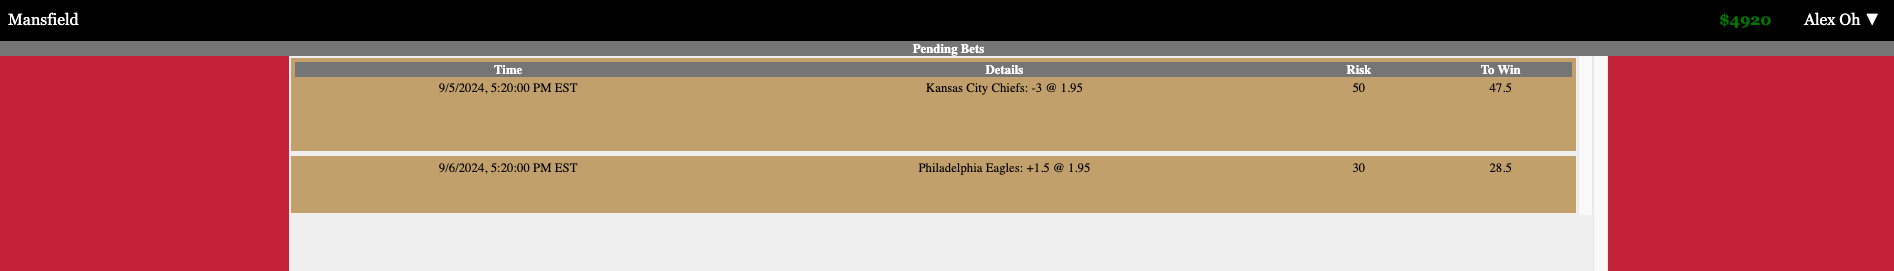 Mansfield $4920 Alex Oh ▼
Pending Bets
Time Details Risk To Win
9/5/2024, 5:20:00 PM EST Kansas City Chiefs: -3 @ 1.95 50 47.5
9/6/2024, 5:20:00 PM EST Philadelphia Eagles: +1.5 @ 1.95 30 28.5